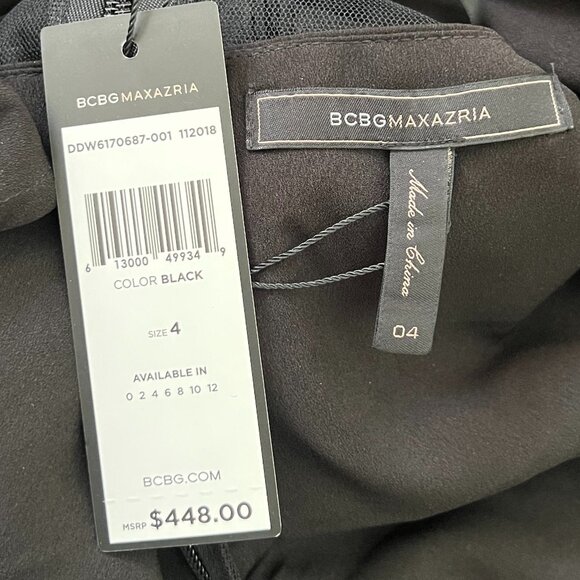 BCBGMAXAZRIA
DDW6170687-001 112018
6 13000 49934 9
COLOR BLACK
SIZE 4
AVAILABLE IN
0 2 4 6 8 10 12
BCBG.COM
MSRP $448.00
BCBGMAXAZRIA
Made in China
04